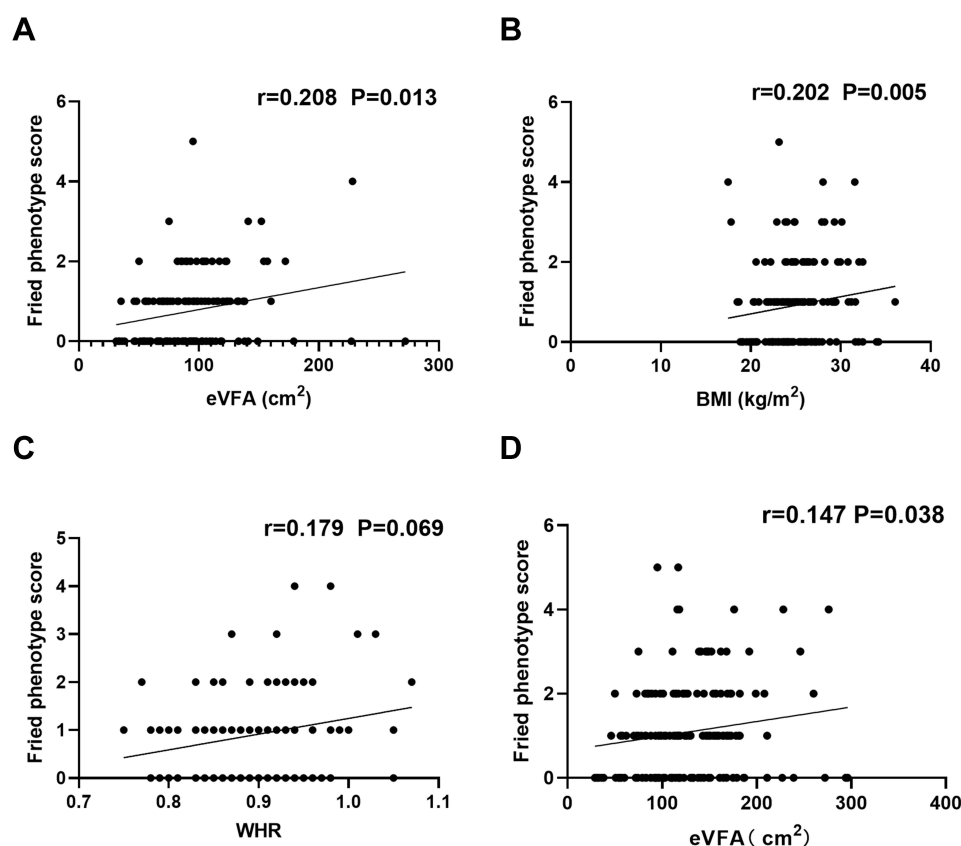 A
r=0.208 P=0.013
Fried phenotype score
6
4
2
0
0 100 200 300
eVFA (cm²)
B
r=0.202 P=0.005
Fried phenotype score
6
4
2
0
0 10 20 30 40
BMI (kg/m²)
C
r=0.179 P=0.069
Fried phenotype score
5
4
3
2
1
0
0.7 0.8 0.9 1.0 1.1
WHR
D
r=0.147 P=0.038
Fried phenotype score
6
4
2
0
0 100 200 300 400
eVFA( cm²)